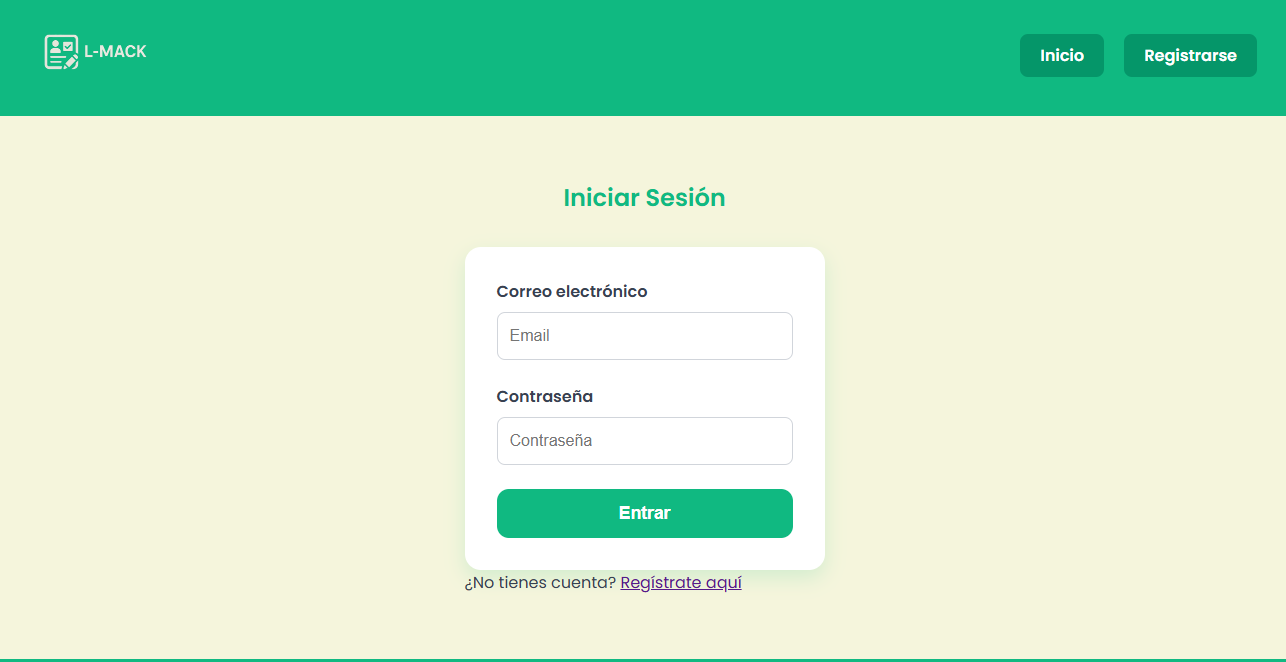 L-MACK
Inicio
Registrarse
Iniciar Sesión
Correo electrónico
Email
Contraseña
Contraseña
Entrar
¿No tienes cuenta? Regístrate aquí